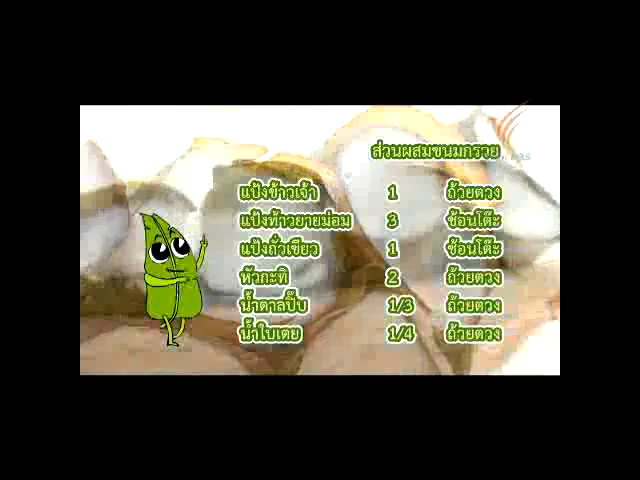 ส่วนผสมขนมกรวย
แป้งข้าวเจ้า 1 ถ้วยตวง
แป้งท้าวยายม่อม 3 ช้อนโต๊ะ
แป้งถั่วเขียว 1 ช้อนโต๊ะ
หัวกะทิ 2 ถ้วยตวง
น้ำตาลปี๊บ 1/3 ถ้วยตวง
น้ำใบเตย 1/4 ถ้วยตวง